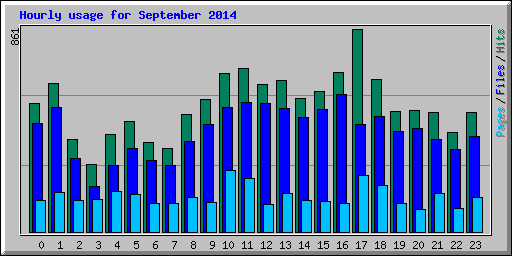 Hourly usage for September 2014
861
Pages/Files/Hits
0 1 2 3 4 5 6 7 8 9 10 11 12 13 14 15 16 17 18 19 20 21 22 23